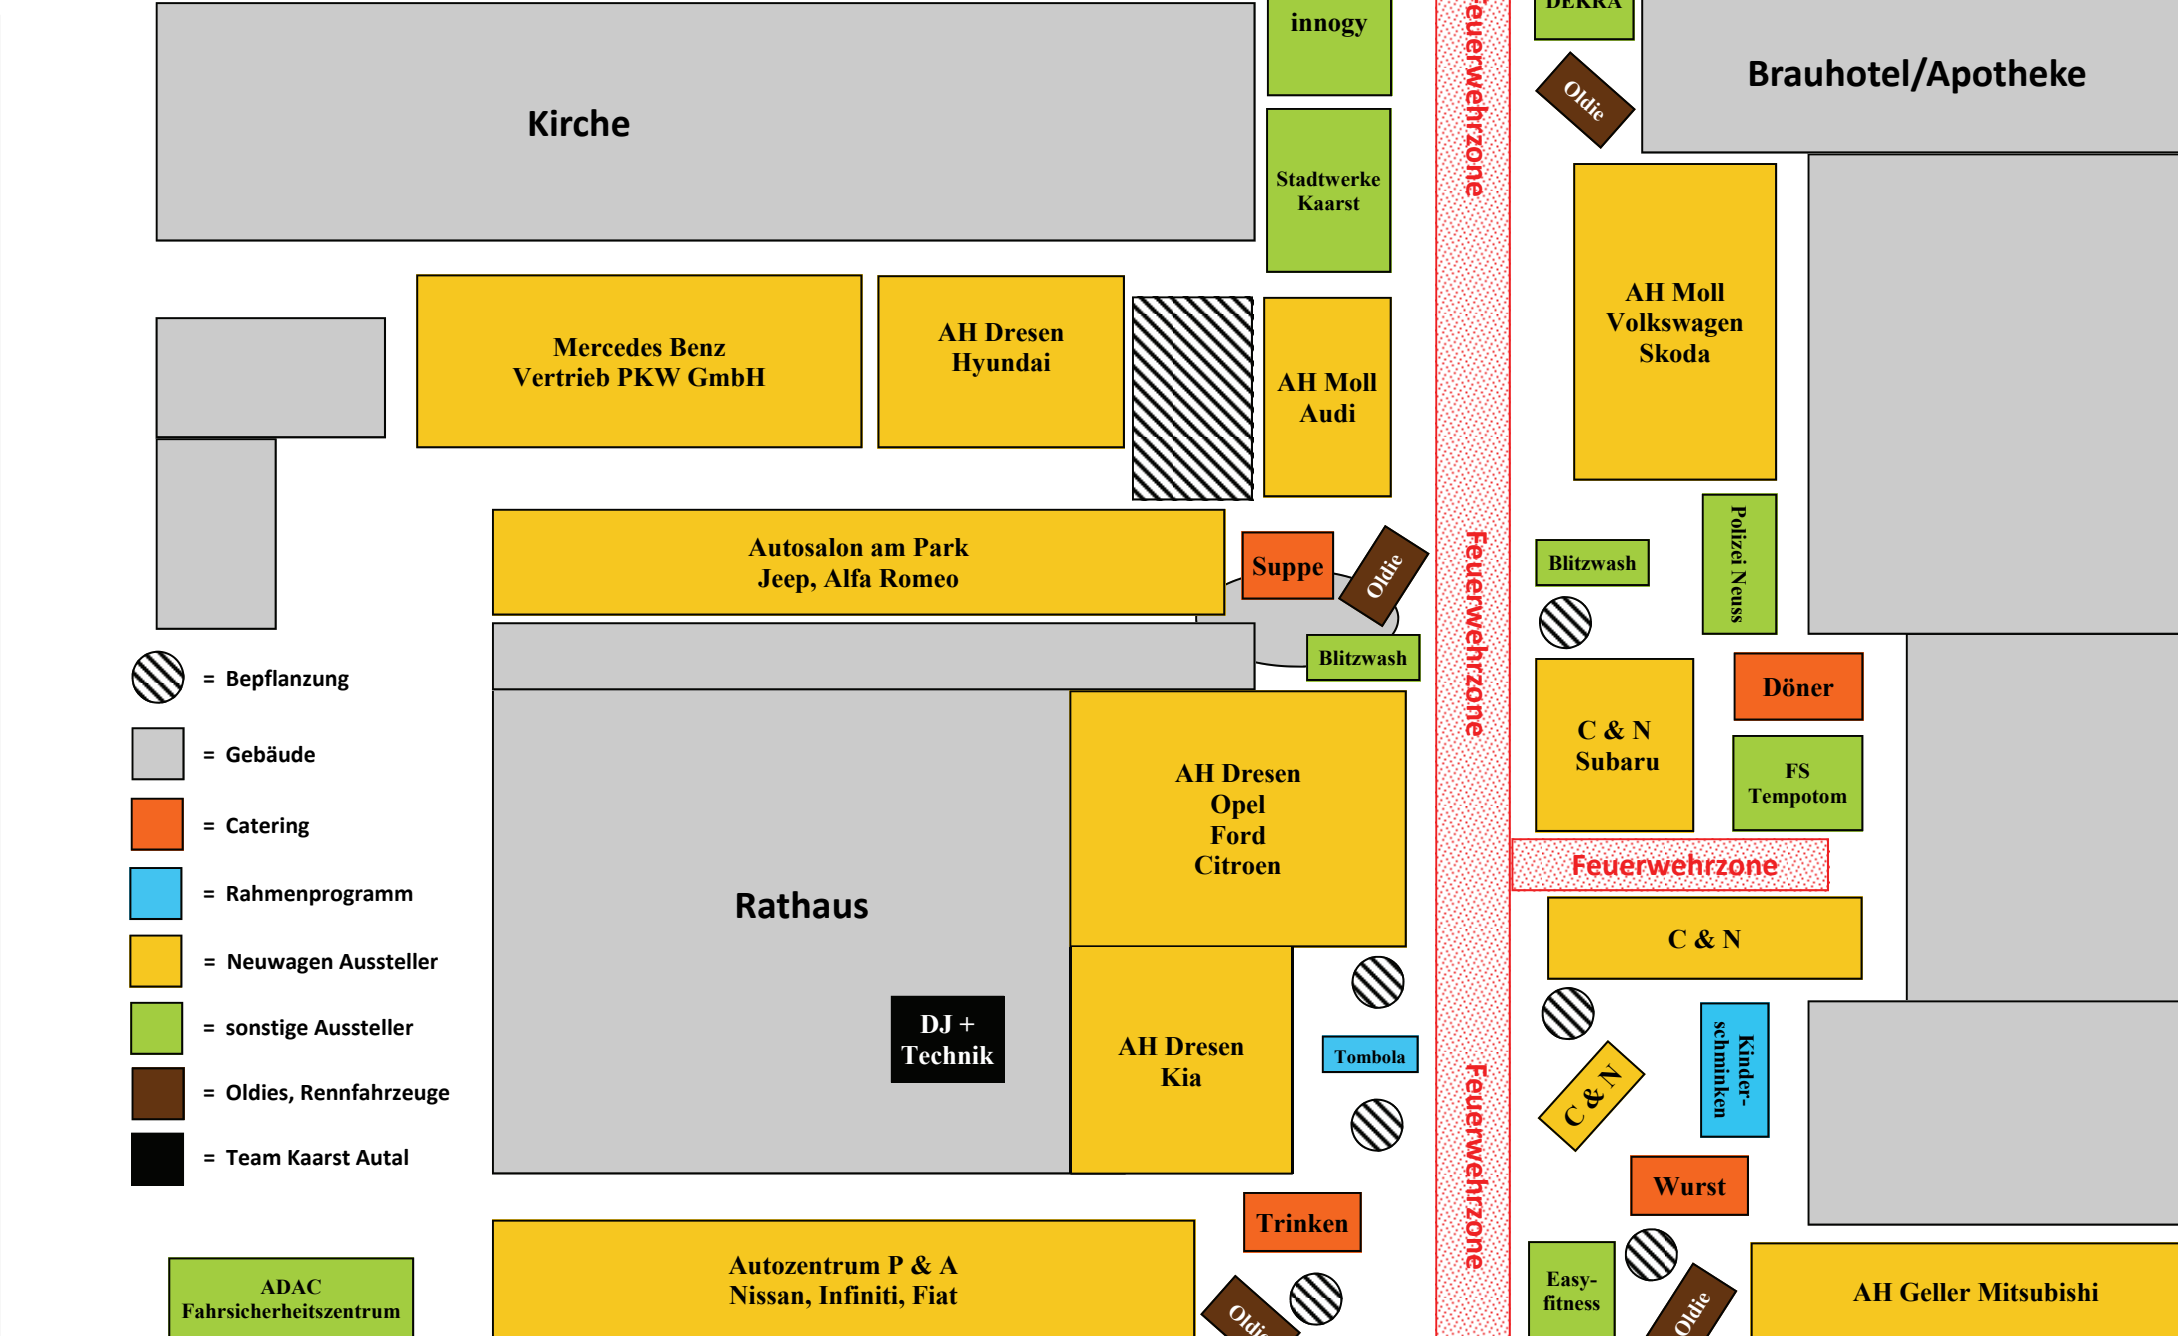 Kirche
innogy
Stadtwerke
Kaarst
Feuerwehrzone
DEKRA
Oldie
Brauhotel/Apotheke
Mercedes Benz
Vertrieb PKW GmbH
AH Dresen
Hyundai
AH Moll
Audi
AH Moll
Volkswagen
Skoda
Autosalon am Park
Jeep, Alfa Romeo
Suppe
Oldie
Blitzwash
Feuerwehrzone
Blitzwash
Polizei Neuss
Döner
C & N
Subaru
FS
Tempotom
Feuerwehrzone
C & N
= Bepflanzung
= Gebäude
= Catering
= Rahmenprogramm
= Neuwagen Aussteller
= sonstige Aussteller
= Oldies, Rennfahrzeuge
= Team Kaarst Autal
Rathaus
DJ +
Technik
AH Dresen
Opel
Ford
Citroen
AH Dresen
Kia
Tombola
Feuerwehrzone
C & N
Kinder-
schminken
Wurst
Trinken
ADAC
Fahrsicherheitszentrum
Autozentrum P & A
Nissan, Infiniti, Fiat
Oldie
Easy-
fitness
Oldie
AH Geller Mitsubishi